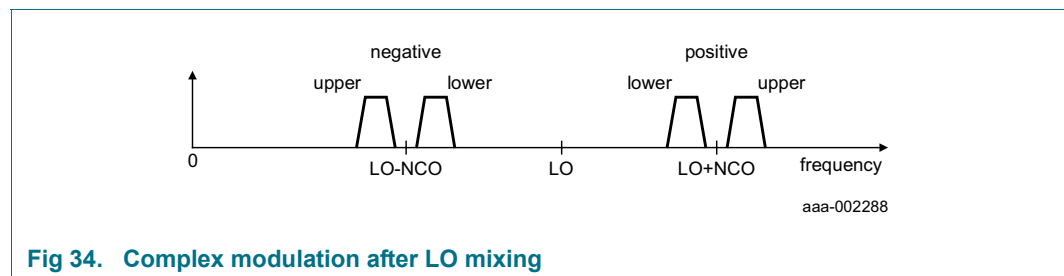 negative positive
upper lower lower upper
0 LO-NCO LO LO+NCO frequency
aaa-002288
Fig 34. Complex modulation after LO mixing